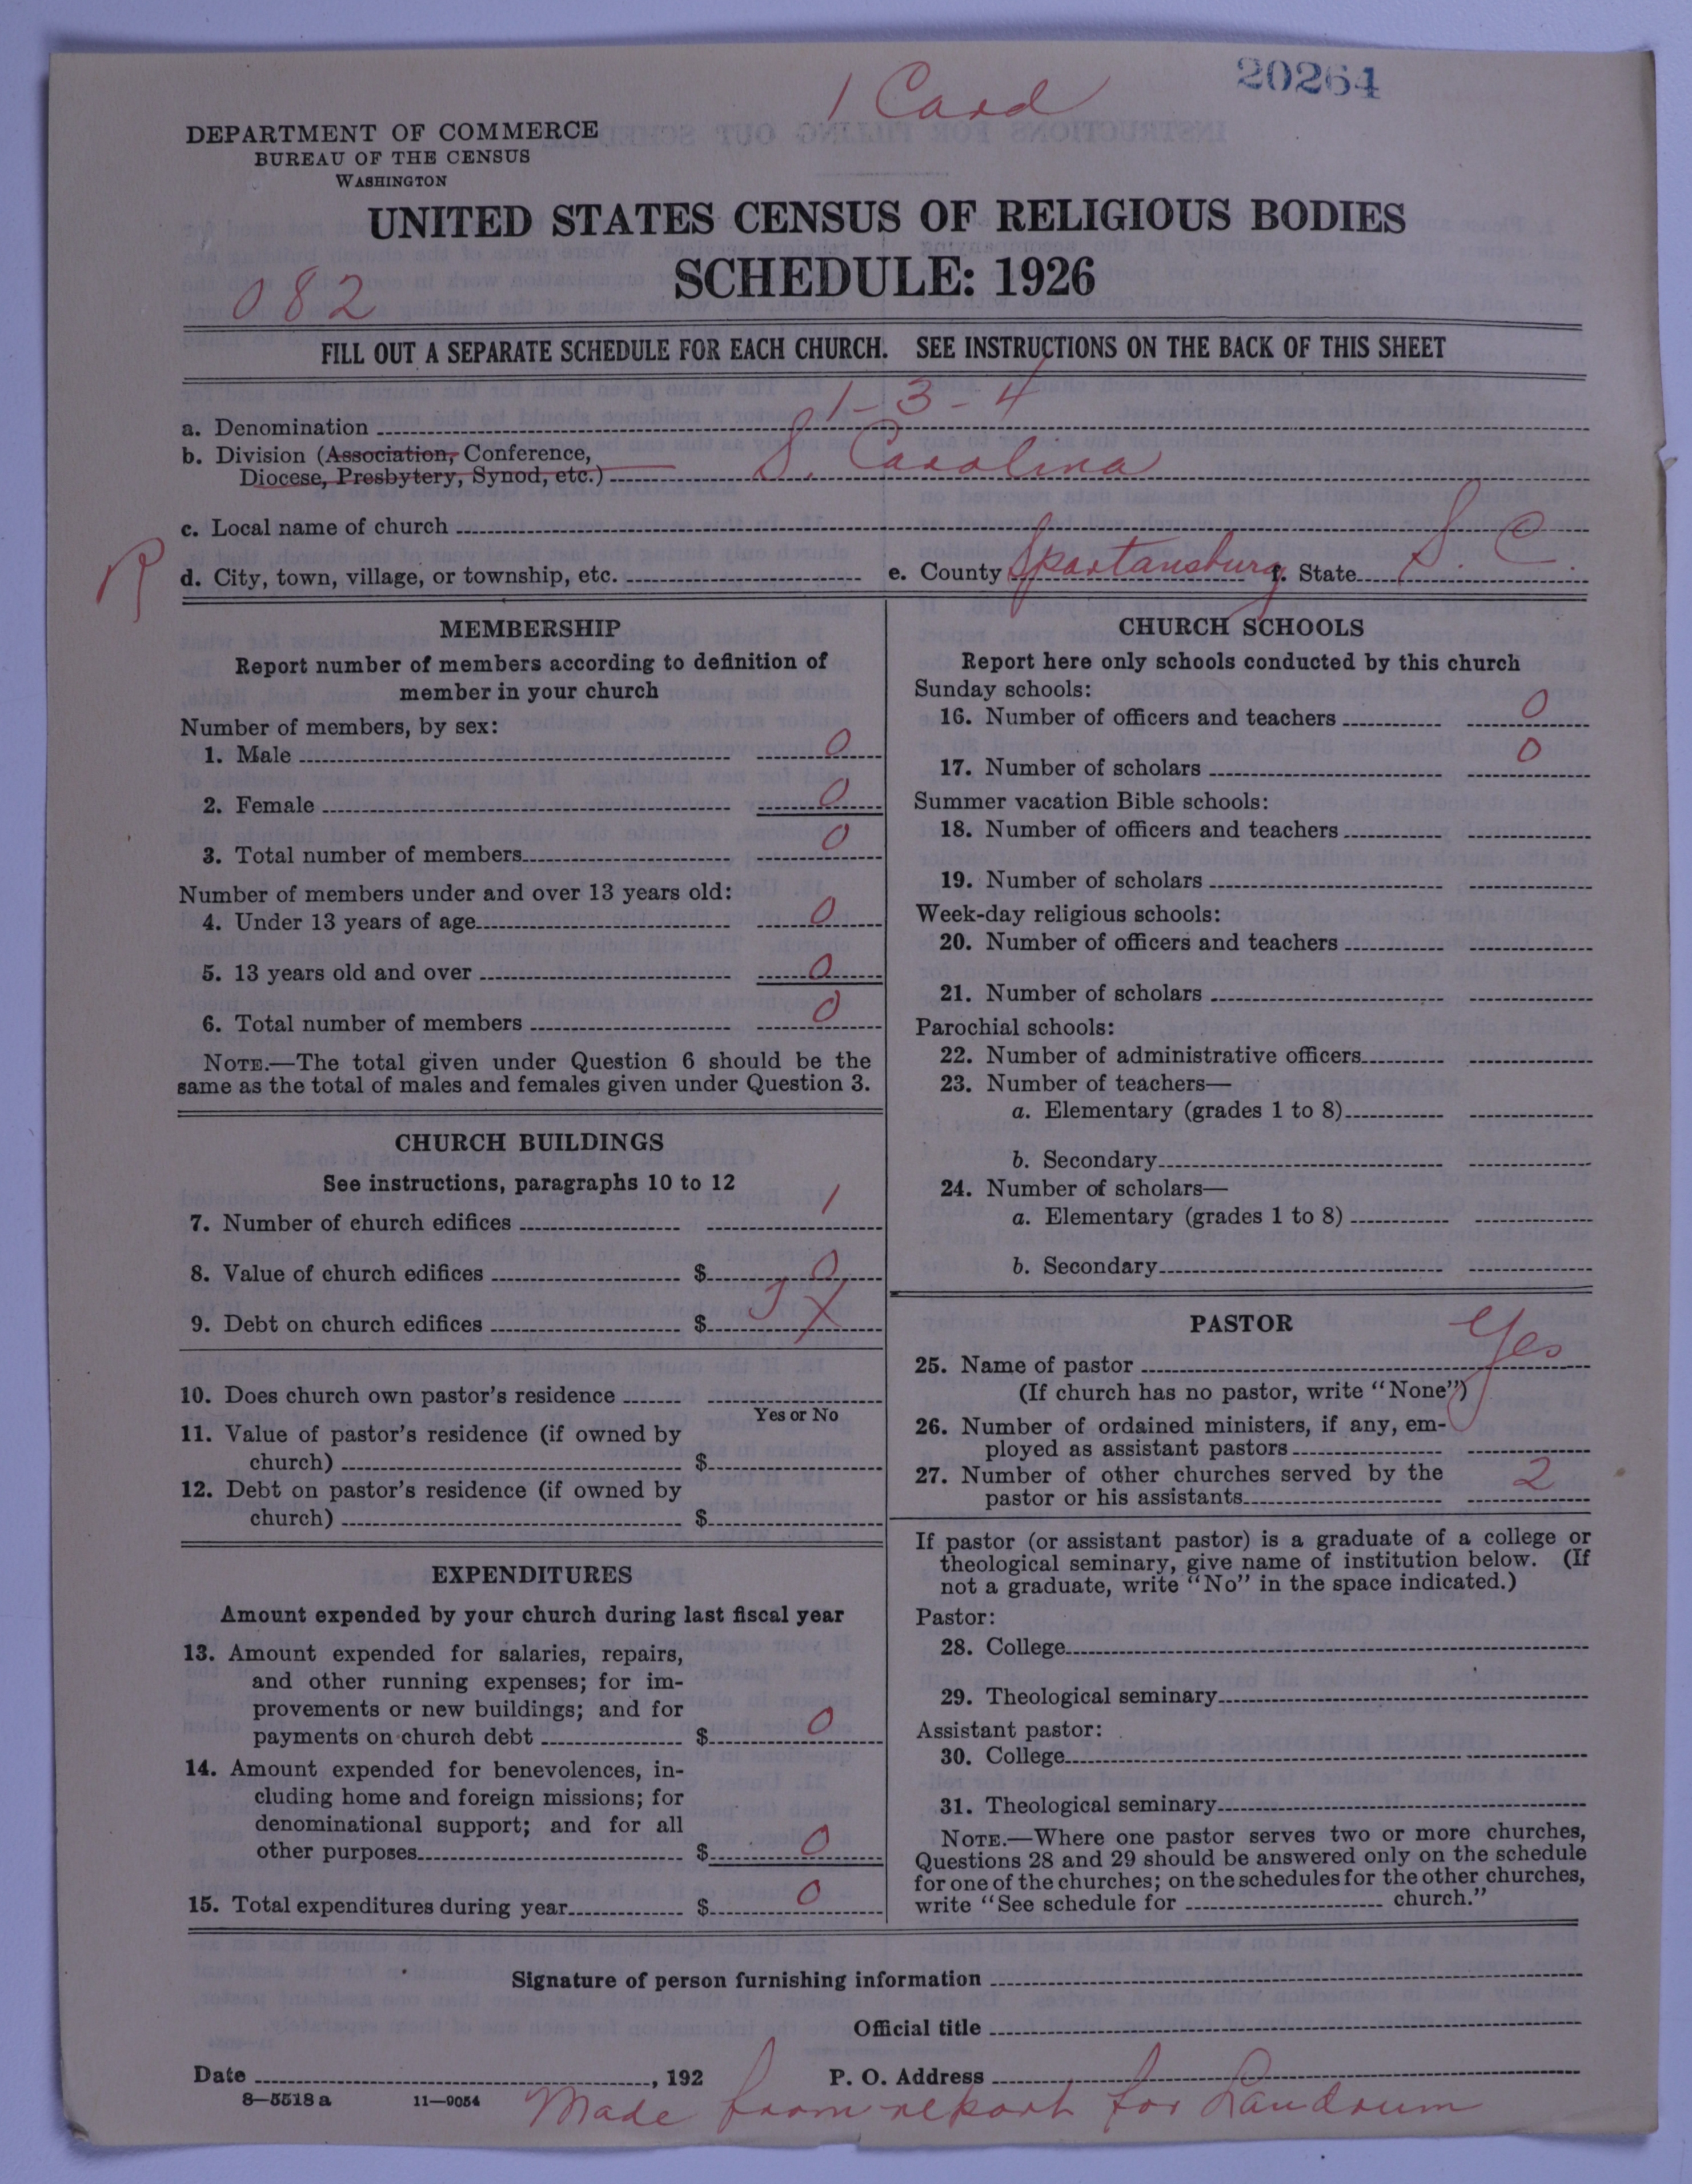 1 Card
20264
DEPARTMENT OF COMMERCE
BUREAU OF THE CENSUS
WASHINGTON
UNITED STATES CENSUS OF RELIGIOUS BODIES
SCHEDULE: 1926
082
FILL OUT A SEPARATE SCHEDULE FOR EACH CHURCH. SEE INSTRUCTIONS ON THE BACK OF THIS SHEET
1-3-4
a. Denomination
b. Division (Association, Conference,
Diocese, Presbytery, Synod, etc.) S. Carolina
c. Local name of church
R
d. City, town, village, or township, etc. e. County Spartansburg f. State S. C.
MEMBERSHIP
Report number of members according to definition of
member in your church
Number of members, by sex:
1. Male 0
2. Female 0
3. Total number of members 0
Number of members under and over 13 years old:
4. Under 13 years of age 0
5. 13 years old and over 0
6. Total number of members 0
NOTE.—The total given under Question 6 should be the
same as the total of males and females given under Question 3.
CHURCH BUILDINGS
See instructions, paragraphs 10 to 12
7. Number of church edifices 1
8. Value of church edifices $ 0
9. Debt on church edifices $ X
10. Does church own pastor's residence
Yes or No
11. Value of pastor's residence (if owned by
church) $
12. Debt on pastor's residence (if owned by
church) $
EXPENDITURES
Amount expended by your church during last fiscal year
13. Amount expended for salaries, repairs,
and other running expenses; for im-
provements or new buildings; and for
payments on church debt $ 0
14. Amount expended for benevolences, in-
cluding home and foreign missions; for
denominational support; and for all
other purposes $ 0
15. Total expenditures during year $ 0
CHURCH SCHOOLS
Report here only schools conducted by this church
Sunday schools:
16. Number of officers and teachers 0
17. Number of scholars 0
Summer vacation Bible schools:
18. Number of officers and teachers
19. Number of scholars
Week-day religious schools:
20. Number of officers and teachers
21. Number of scholars
Parochial schools:
22. Number of administrative officers
23. Number of teachers—
a. Elementary (grades 1 to 8)
b. Secondary
24. Number of scholars—
a. Elementary (grades 1 to 8)
b. Secondary
PASTOR
25. Name of pastor Yes
(If church has no pastor, write "None")
26. Number of ordained ministers, if any, em-
ployed as assistant pastors
27. Number of other churches served by the
pastor or his assistants 2
If pastor (or assistant pastor) is a graduate of a college or
theological seminary, give name of institution below. (If
not a graduate, write "No" in the space indicated.)
Pastor:
28. College
29. Theological seminary
Assistant pastor:
30. College
31. Theological seminary
NOTE.—Where one pastor serves two or more churches,
Questions 28 and 29 should be answered only on the schedule
for one of the churches; on the schedules for the other churches,
write "See schedule for church."
Signature of person furnishing information
Official title
Date , 192 P. O. Address
8—5518 a 11—9054
Made from report for Landrum